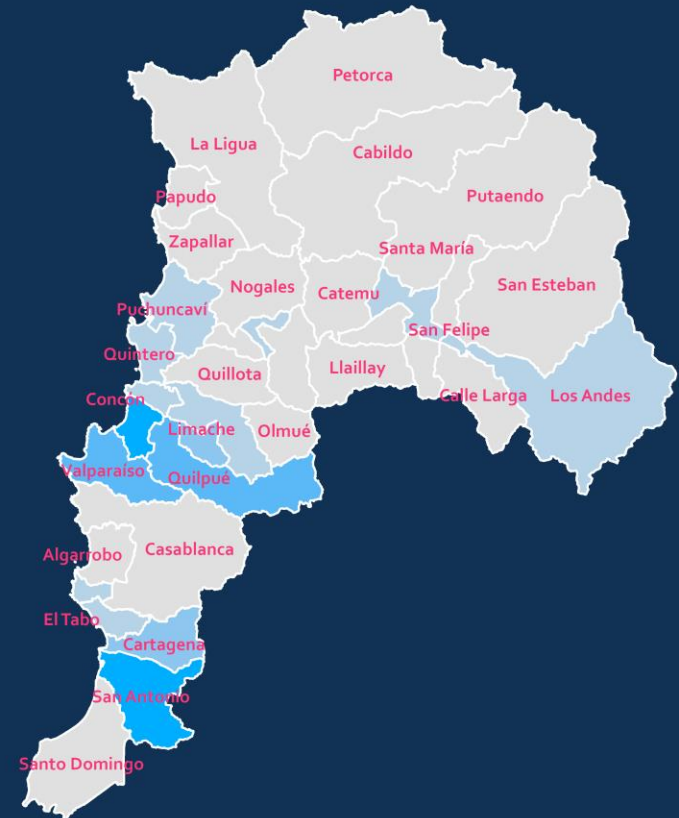 Petorca
La Ligua
Cabildo
Papudo
Putaendo
Zapallar
Santa María
Nogales
Catemu
San Esteban
Puchuncaví
San Felipe
Quintero
Quillota
Llaillay
Calle Larga
Los Andes
Concón
Limache
Olmué
Valparaíso
Quilpué
Algarrobo
Casablanca
El Tabo
Cartagena
San Antonio
Santo Domingo